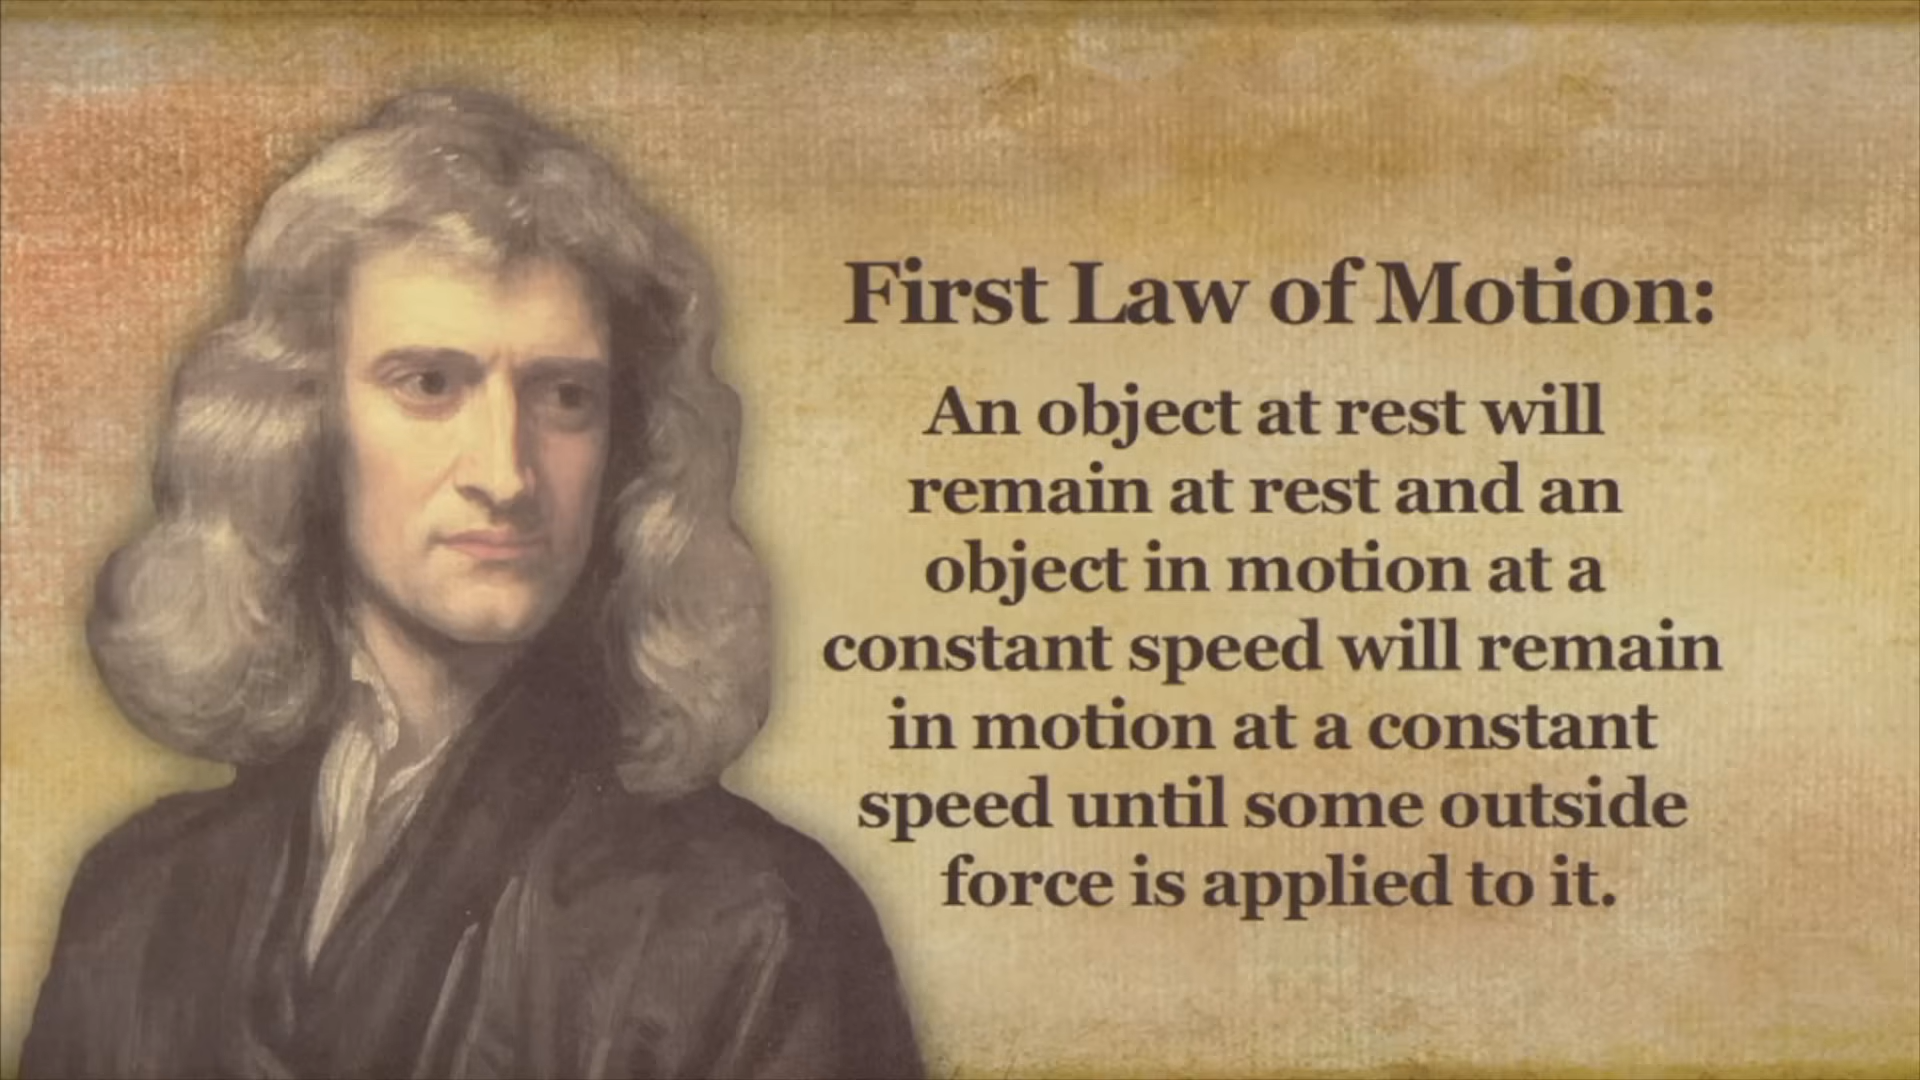 First Law of Motion:
An object at rest will
remain at rest and an
object in motion at a
constant speed will remain
in motion at a constant
speed until some outside
force is applied to it.